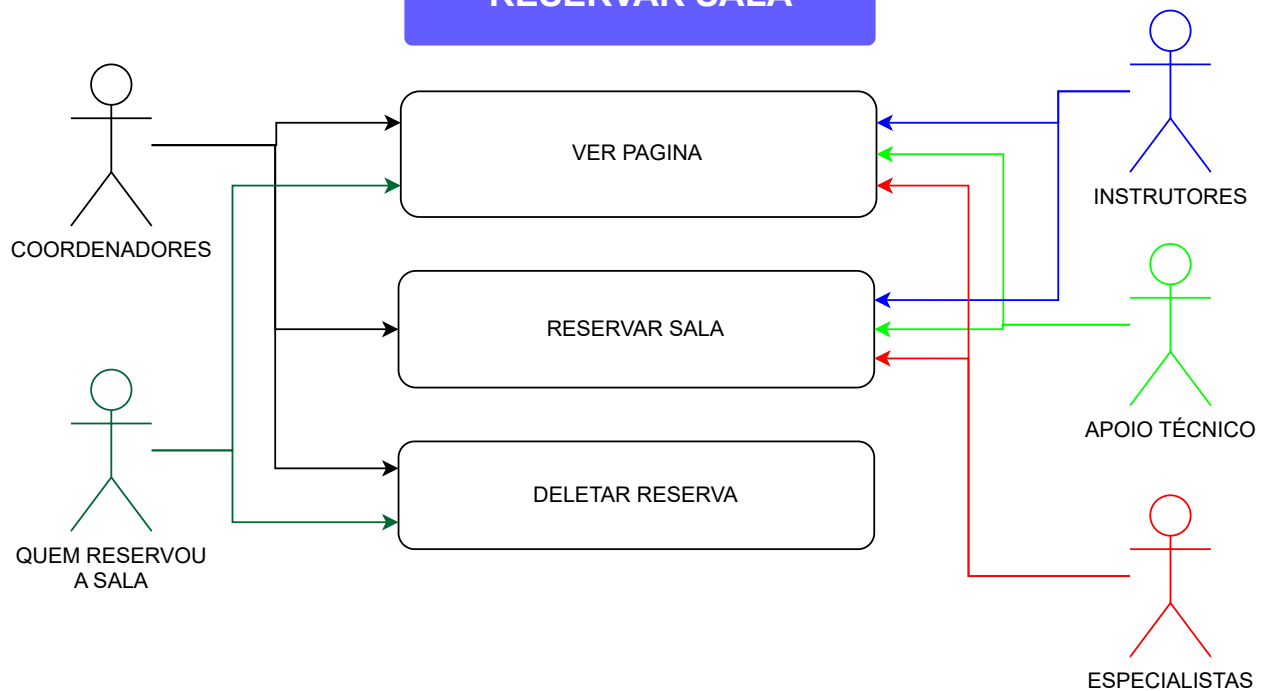 RESERVAR SALA
VER PAGINA
RESERVAR SALA
DELETAR RESERVA
COORDENADORES
QUEM RESERVOU
A SALA
INSTRUTORES
APOIO TÉCNICO
ESPECIALISTAS